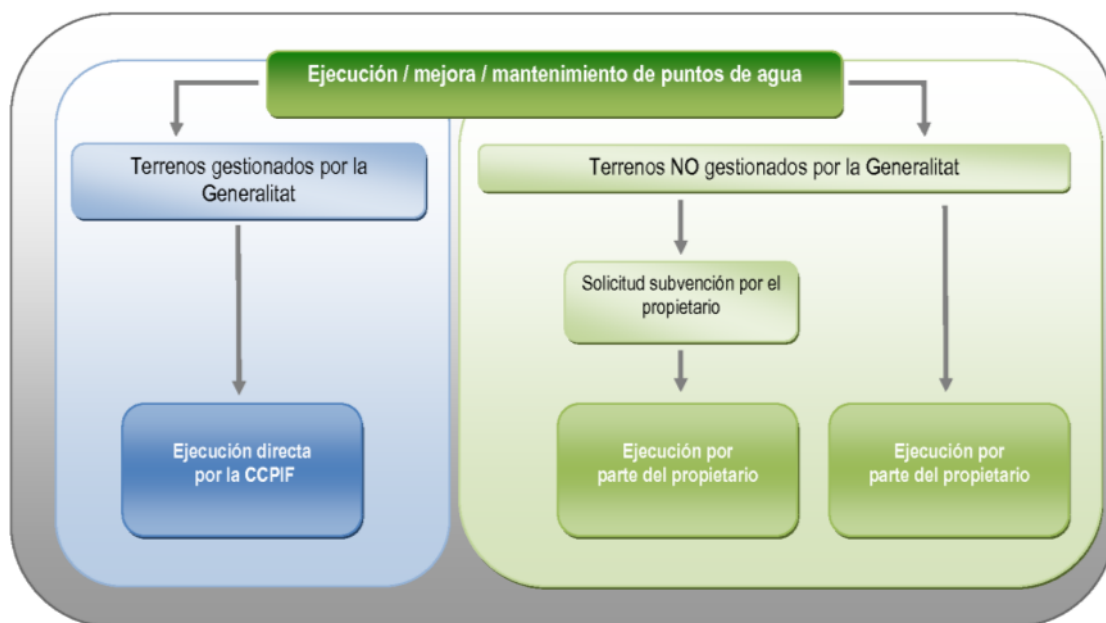 Ejecución / mejora / mantenimiento de puntos de agua
Terrenos gestionados por la
Generalitat
Terrenos NO gestionados por la Generalitat
Solicitud subvención por el
propietario
Ejecución directa
por la CCPIF
Ejecución por
parte del propietario
Ejecución por
parte del propietario